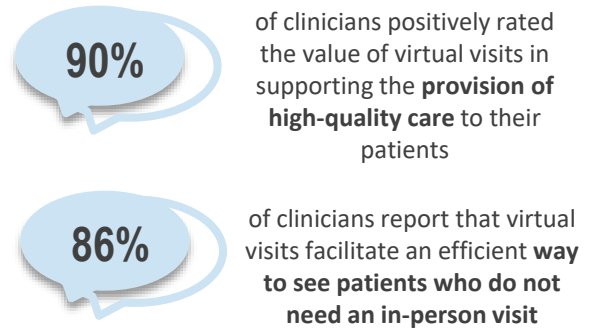 90%
of clinicians positively rated
the value of virtual visits in
supporting the provision of
high-quality care to their
patients
86%
of clinicians report that virtual
visits facilitate an efficient way
to see patients who do not
need an in-person visit